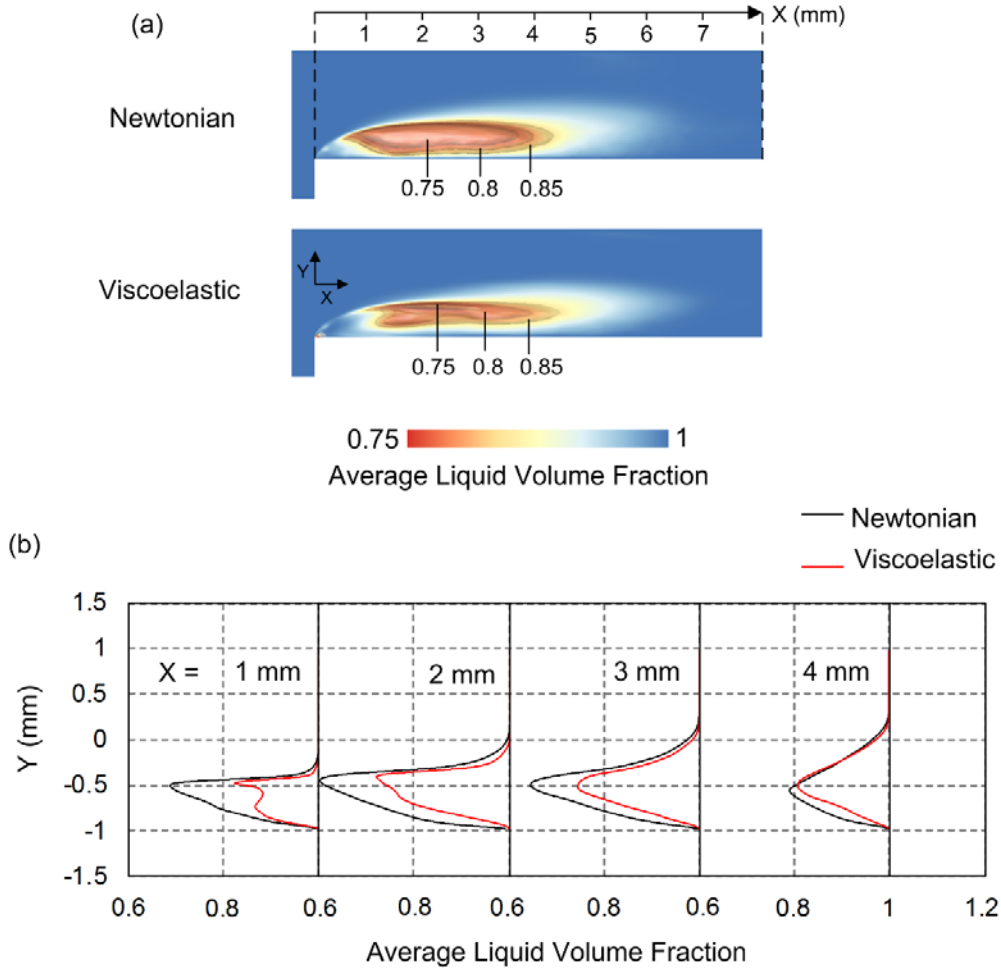 (a)
X (mm)
1 2 3 4 5 6 7
Newtonian
0.75 0.8 0.85
Viscoelastic
Y
X
0.75 0.8 0.85
0.75 1
Average Liquid Volume Fraction
Newtonian
(b)
Viscoelastic
1.5
1
X = 1 mm 2 mm 3 mm 4 mm
0.5
0
-0.5
-1
-1.5
Y (mm)
0.6 0.8 0.6 0.8 0.6 0.8 0.6 0.8 1 1.2
Average Liquid Volume Fraction